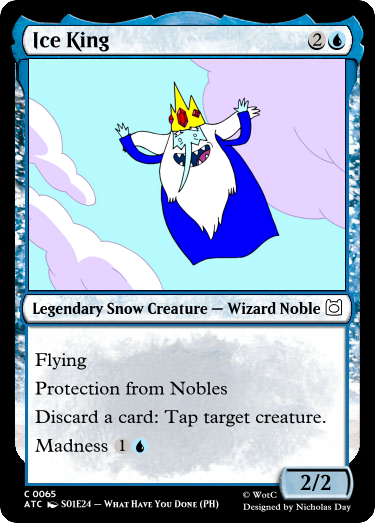 Ice King 2
Legendary Snow Creature — Wizard Noble
Flying
Protection from Nobles
Discard a card: Tap target creature.
Madness 1
2/2
C 0065
ATC S01E24 – What Have You Done (PH)
© WotC
Designed by Nicholas Day